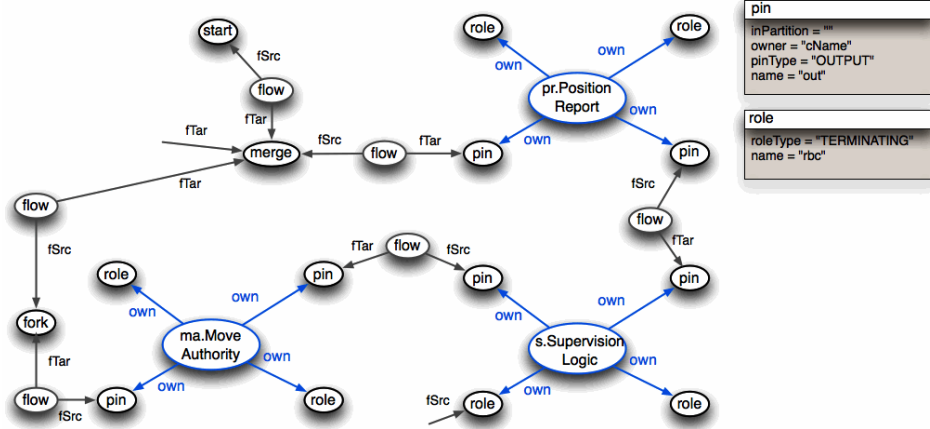 start
fSrc
flow
fTar
fTar
merge
fSrc
flow
fTar
pin
role
own
own
role
pr.Position
Report
own
own
pin
fSrc
flow
fTar
pin
fTar
flow
fSrc
flow
fTar
fSrc
pin
pin
role
own
own
own
own
fork
ma.Move
Authority
s.Supervision
Logic
fTar
own
own
own
own
flow
fSrc
pin
role
fSrc
role
role
pin
inPartition = ""
owner = "cName"
pinType = "OUTPUT"
name = "out"
role
roleType = "TERMINATING"
name = "rbc"